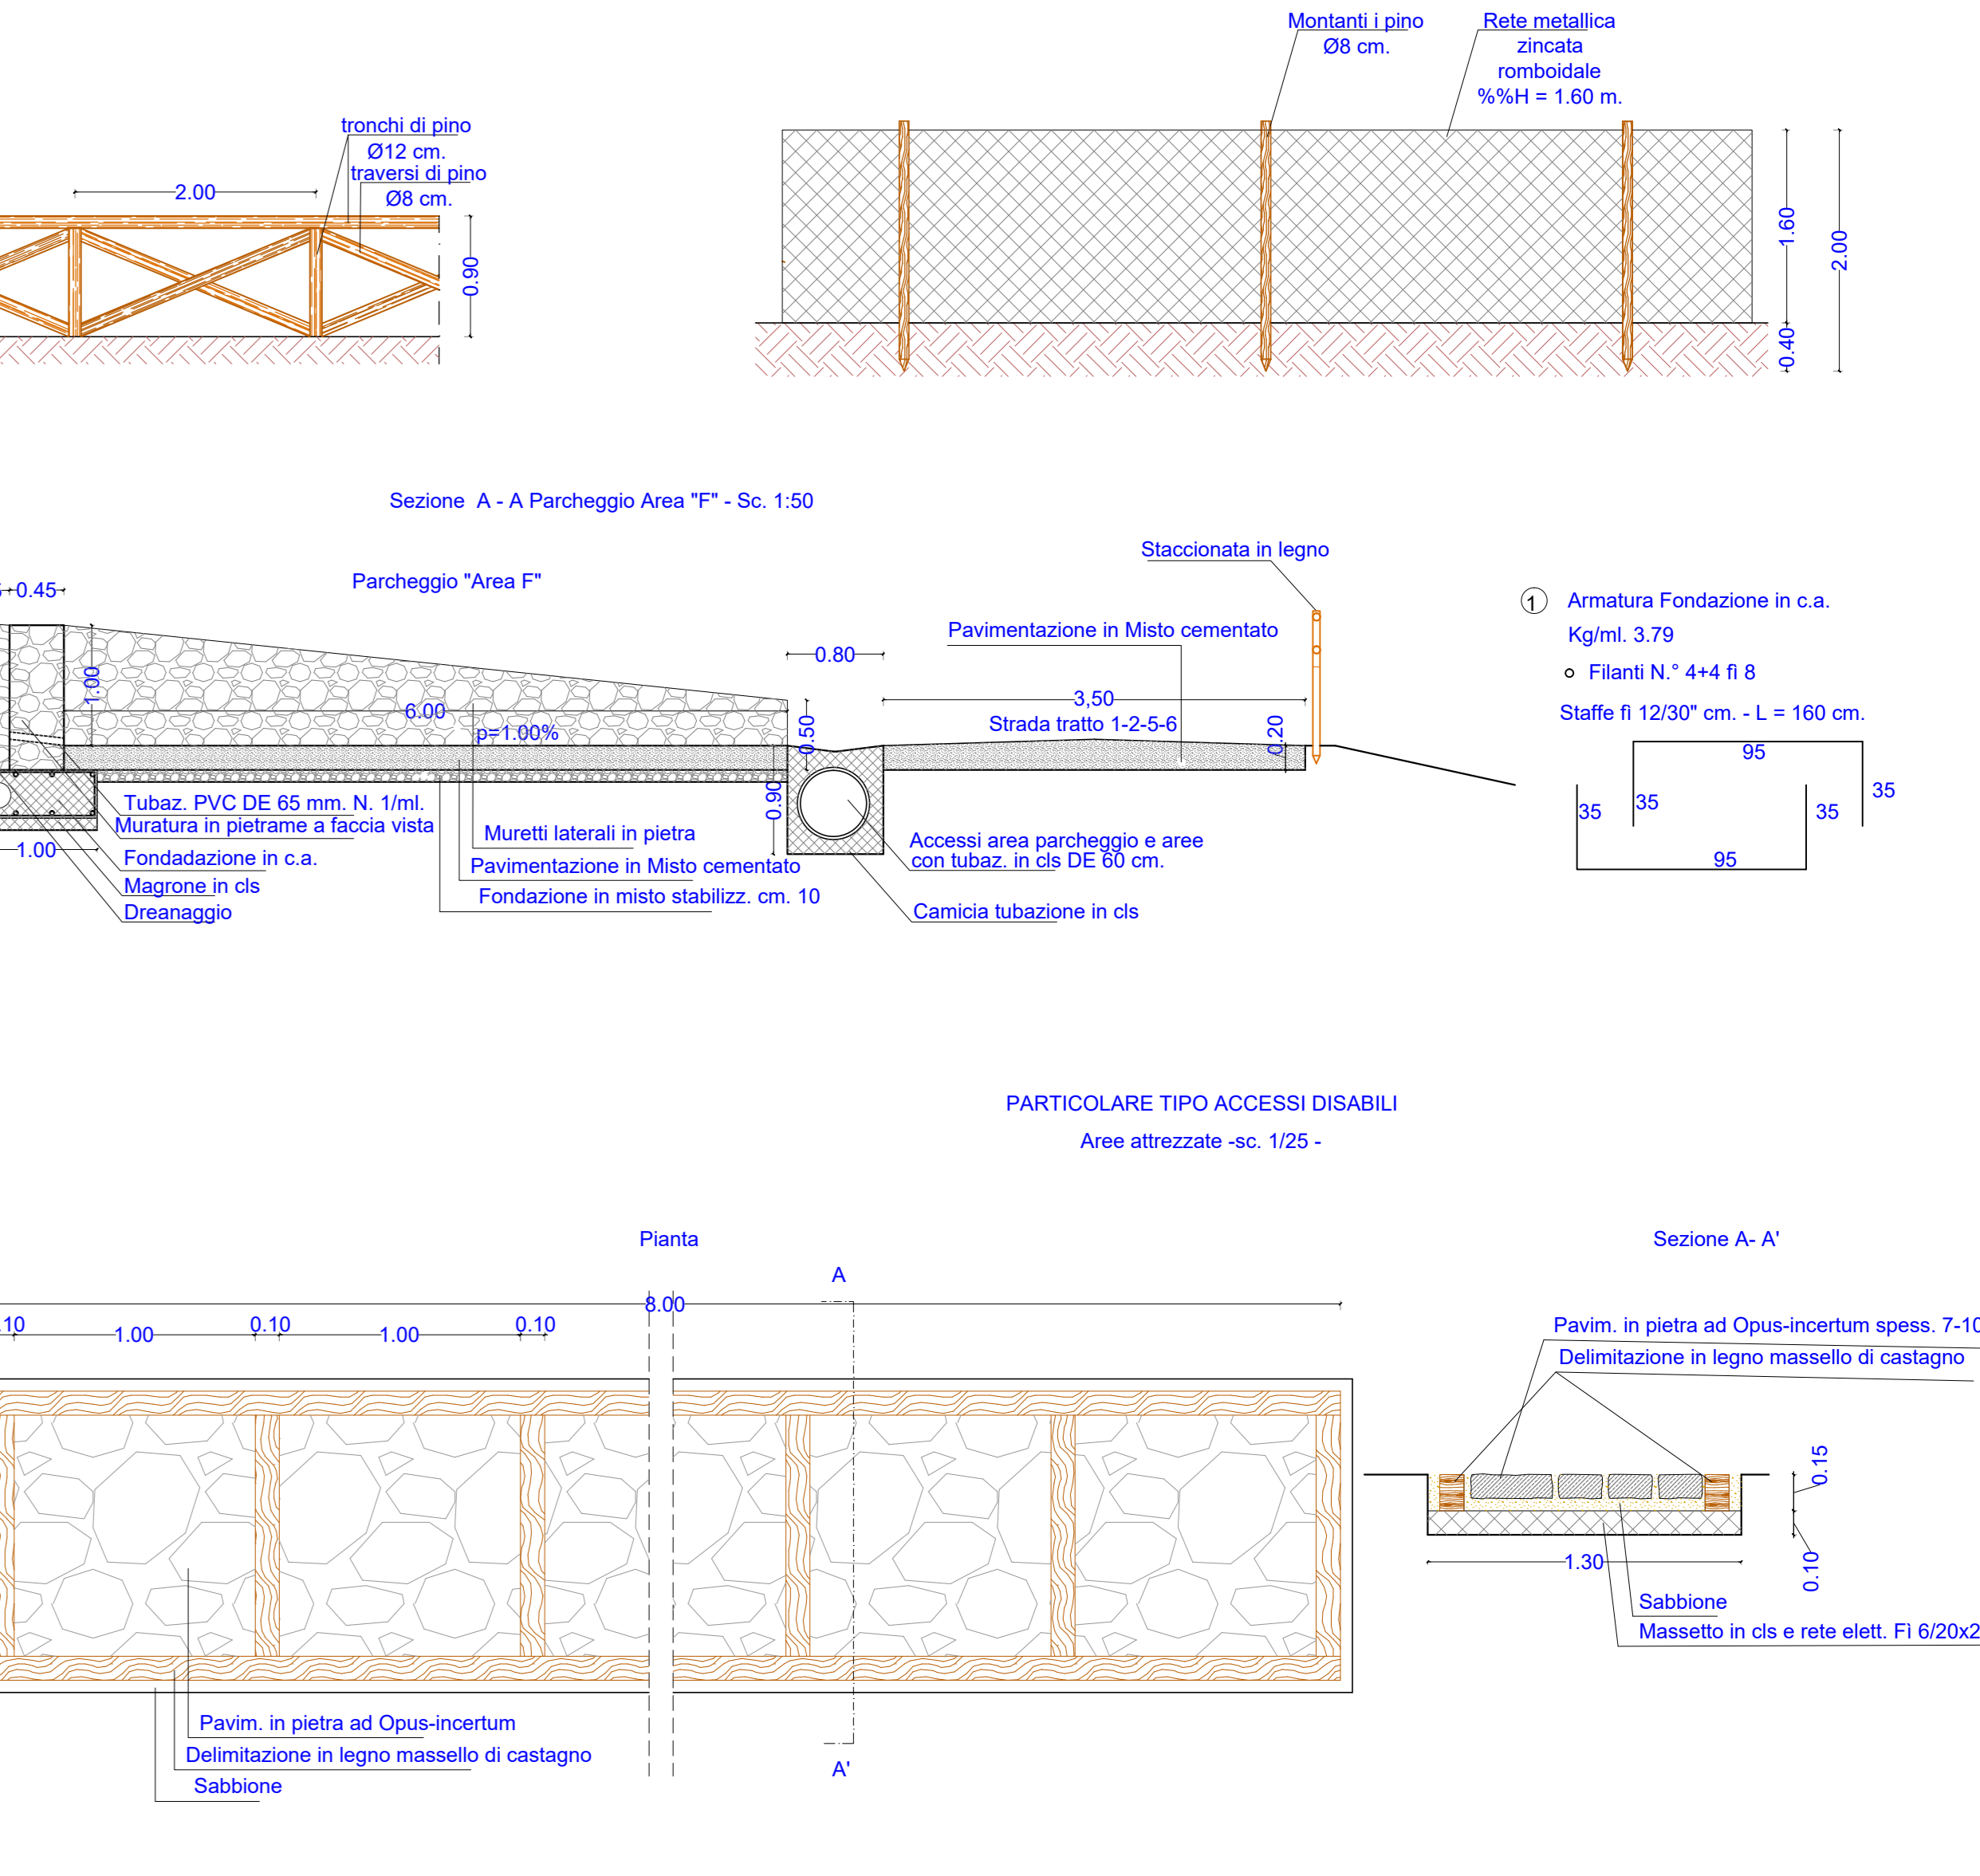 Montanti i pino
Ø8 cm.
Rete metallica
zincata
romboidale
%%H = 1.60 m.
tronchi di pino
Ø12 cm.
traversi di pino
Ø8 cm.
2.00
0.90
1.60
2.00
0.40
Sezione A - A Parcheggio Area "F" - Sc. 1:50
Parcheggio "Area F"
0.45
1.00
6.00
p=1.00%
0.80
0.50
0.90
Staccionata in legno
Pavimentazione in Misto cementato
3,50
Strada tratto 1-2-5-6
0.20
1 Armatura Fondazione in c.a.
Kg/ml. 3.79
Filanti N.° 4+4 fì 8
Staffe fì 12/30" cm. - L = 160 cm.
95
35
35
35
35
95
1.00
Tubaz. PVC DE 65 mm. N. 1/ml.
Muratura in pietrame a faccia vista
Fondadazione in c.a.
Magrone in cls
Dreanaggio
Muretti laterali in pietra
Pavimentazione in Misto cementato
Fondazione in misto stabilizz. cm. 10
Accessi area parcheggio e aree
con tubaz. in cls DE 60 cm.
Camicia tubazione in cls
PARTICOLARE TIPO ACCESSI DISABILI
Aree attrezzate -sc. 1/25 -
Pianta
Sezione A- A'
A
8.00
.10
1.00
0.10
1.00
0.10
Pavim. in pietra ad Opus-incertum spess. 7-10
Delimitazione in legno massello di castagno
0.15
1.30
0.10
Sabbione
Massetto in cls e rete elett. Fì 6/20x2
Pavim. in pietra ad Opus-incertum
Delimitazione in legno massello di castagno
Sabbione
A'